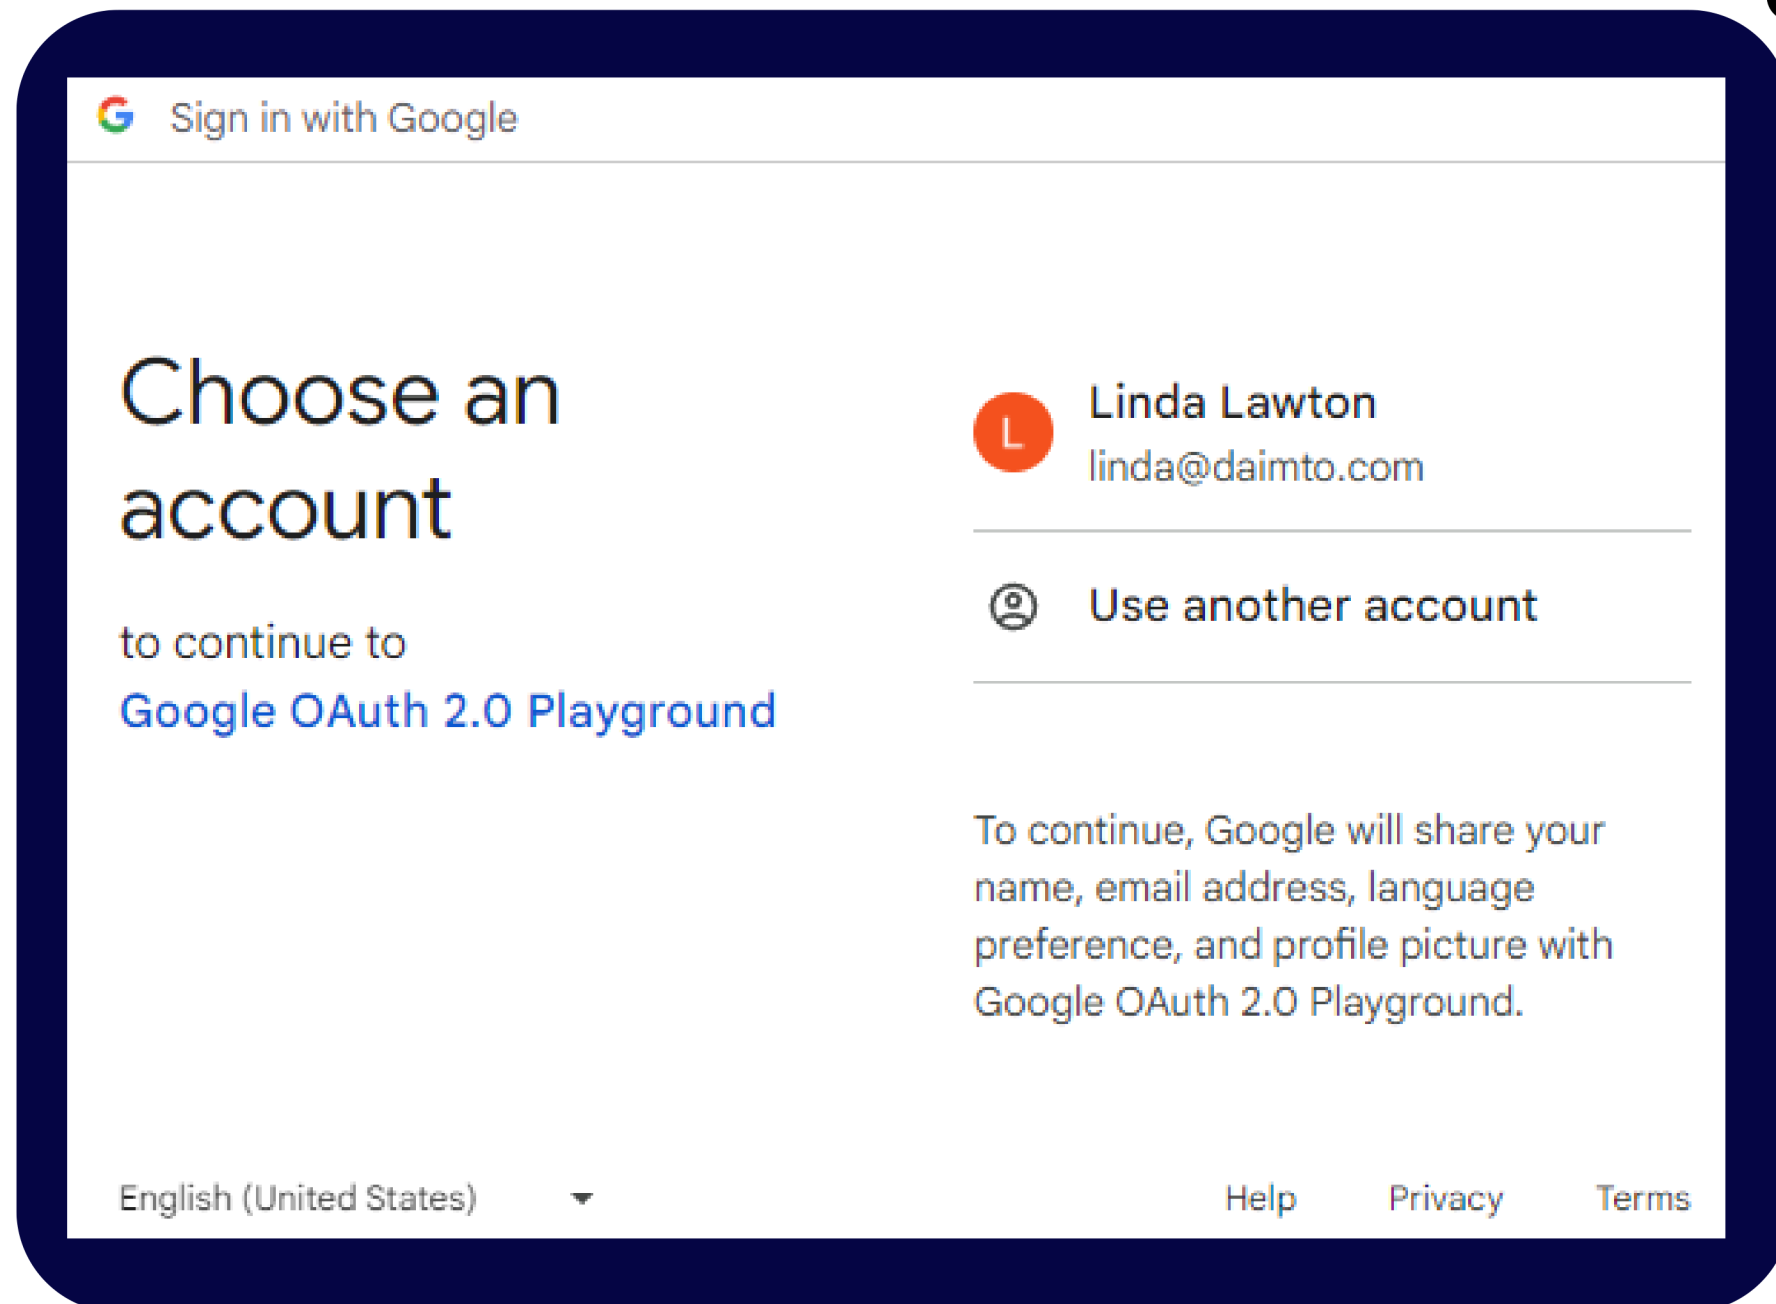 Sign in with Google
Choose an
account
to continue to
Google OAuth 2.0 Playground
L
Linda Lawton
linda@daimto.com
Use another account
To continue, Google will share your
name, email address, language
preference, and profile picture with
Google OAuth 2.0 Playground.
English (United States)
Help Privacy Terms